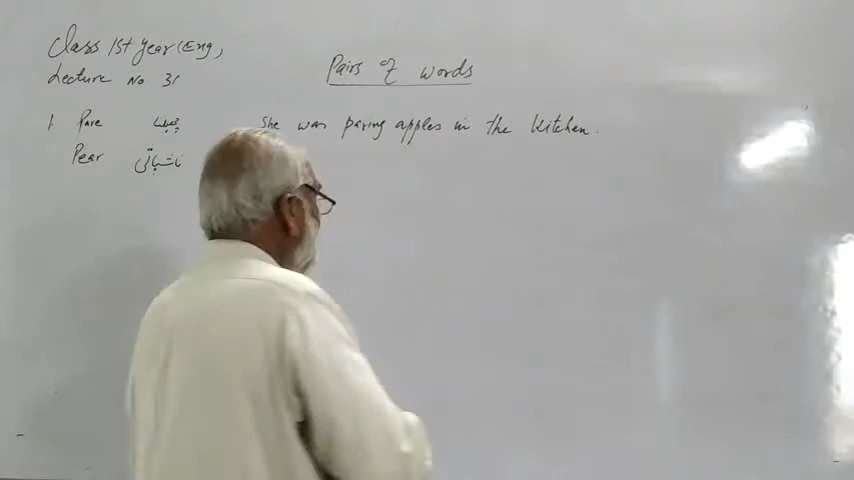 Class 1st year (Eng)
Lecture No 31
Pairs of words
1 Pare چھیلنا She was paring apples in the kitchen.
Pear ناشپاتی